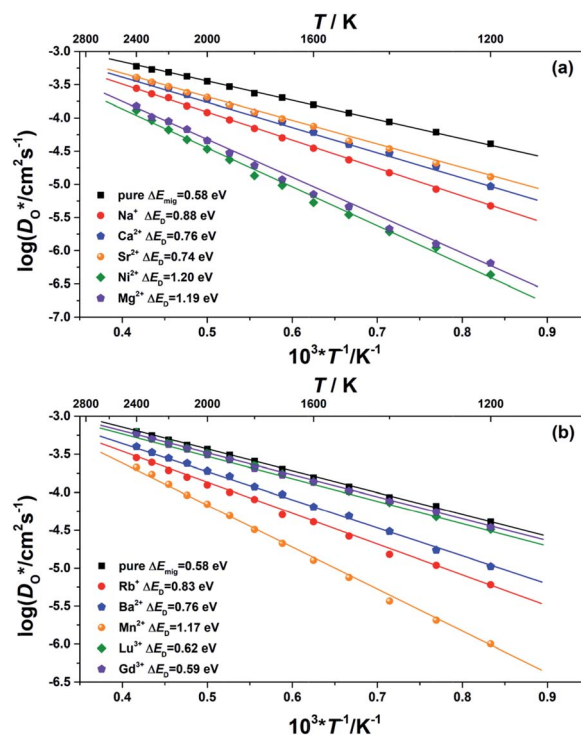 T / K
2800 2400 2000 1600 1200
(a)
-3.0
-3.5
-4.0
-4.5
-5.0
-5.5
-6.0
-6.5
-7.0
log(D_O*/cm²s⁻¹)
pure ΔE_mig=0.58 eV
Na⁺ ΔE_D=0.88 eV
Ca²⁺ ΔE_D=0.76 eV
Sr²⁺ ΔE_D=0.74 eV
Ni²⁺ ΔE_D=1.20 eV
Mg²⁺ ΔE_D=1.19 eV
0.4 0.5 0.6 0.7 0.8 0.9
10³*T⁻¹/K⁻¹
T / K
2800 2400 2000 1600 1200
(b)
-3.0
-3.5
-4.0
-4.5
-5.0
-5.5
-6.0
-6.5
log(D_O*/cm²s⁻¹)
pure ΔE_mig=0.58 eV
Rb⁺ ΔE_D=0.83 eV
Ba²⁺ ΔE_D=0.76 eV
Mn²⁺ ΔE_D=1.17 eV
Lu³⁺ ΔE_D=0.62 eV
Gd³⁺ ΔE_D=0.59 eV
0.4 0.5 0.6 0.7 0.8 0.9
10³*T⁻¹/K⁻¹